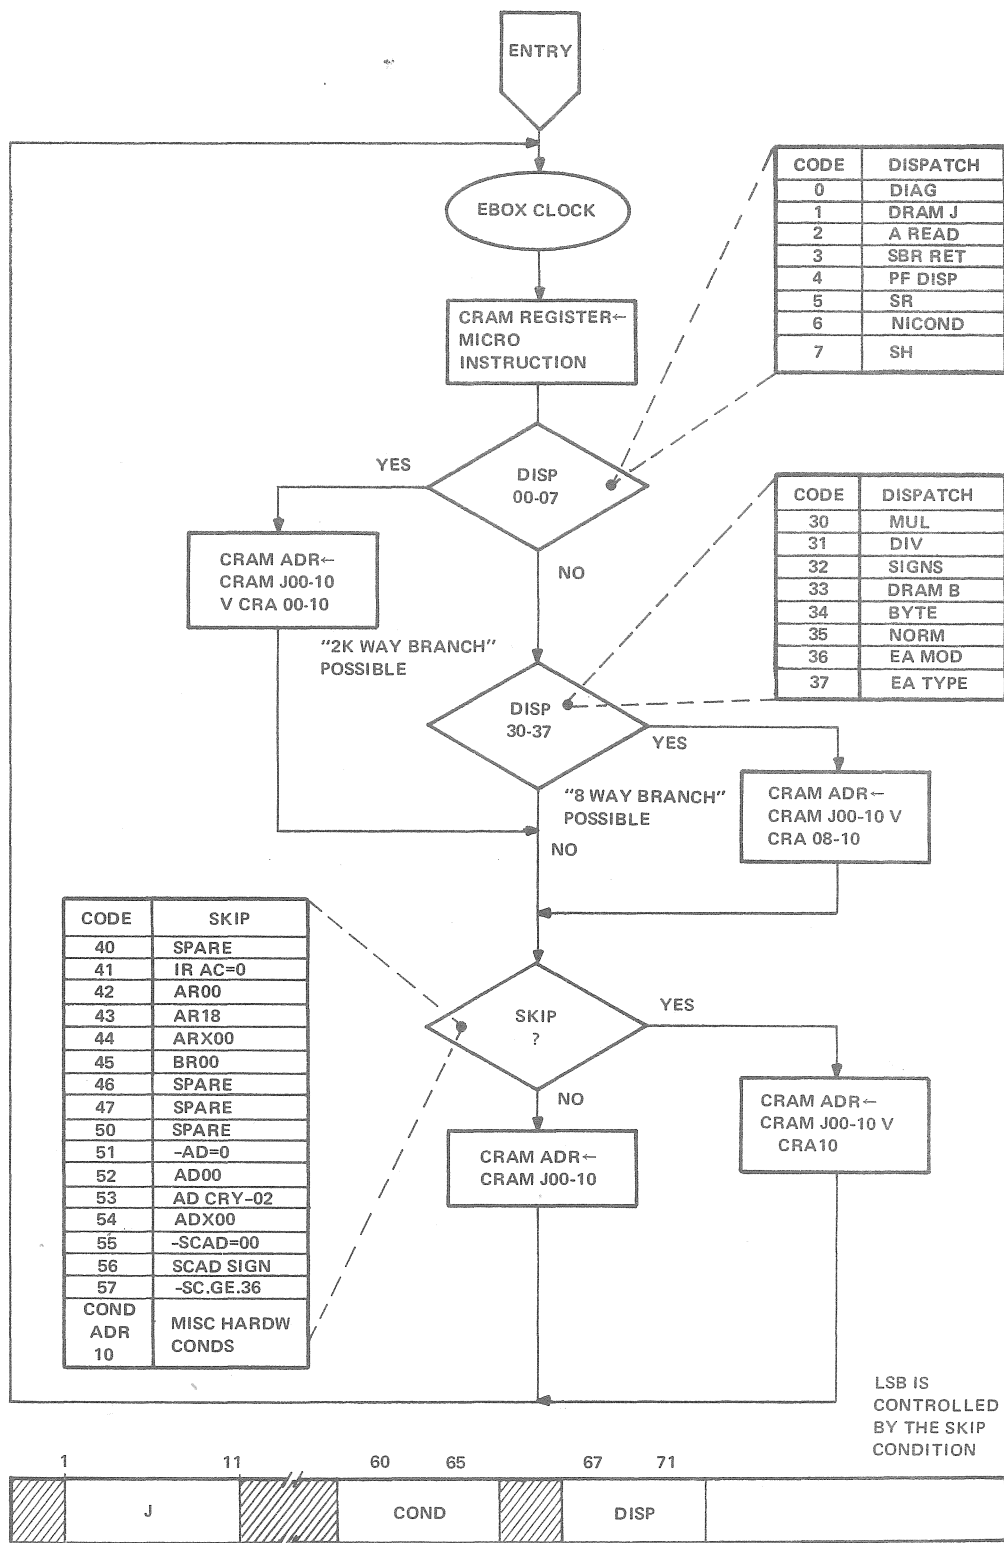 ENTRY
EBOX CLOCK
CRAM REGISTER←
MICRO
INSTRUCTION
CODE DISPATCH
0 DIAG
1 DRAM J
2 A READ
3 SBR RET
4 PF DISP
5 SR
6 NICOND
7 SH
DISP
00-07
YES
NO
CRAM ADR←
CRAM J00-10
V CRA 00-10
"2K WAY BRANCH"
POSSIBLE
CODE DISPATCH
30 MUL
31 DIV
32 SIGNS
33 DRAM B
34 BYTE
35 NORM
36 EA MOD
37 EA TYPE
DISP
30-37
YES
NO
"8 WAY BRANCH"
POSSIBLE
CRAM ADR←
CRAM J00-10 V
CRA 08-10
CODE SKIP
40 SPARE
41 IR AC=0
42 AR00
43 AR18
44 ARX00
45 BR00
46 SPARE
47 SPARE
50 SPARE
51 -AD=0
52 AD00
53 AD CRY-02
54 ADX00
55 -SCAD=00
56 SCAD SIGN
57 -SC.GE.36
COND
ADR
10
MISC HARDW
CONDS
SKIP
?
YES
NO
CRAM ADR←
CRAM J00-10
CRAM ADR←
CRAM J00-10 V
CRA10
LSB IS
CONTROLLED
BY THE SKIP
CONDITION
1 11 60 65 67 71
J COND DISP